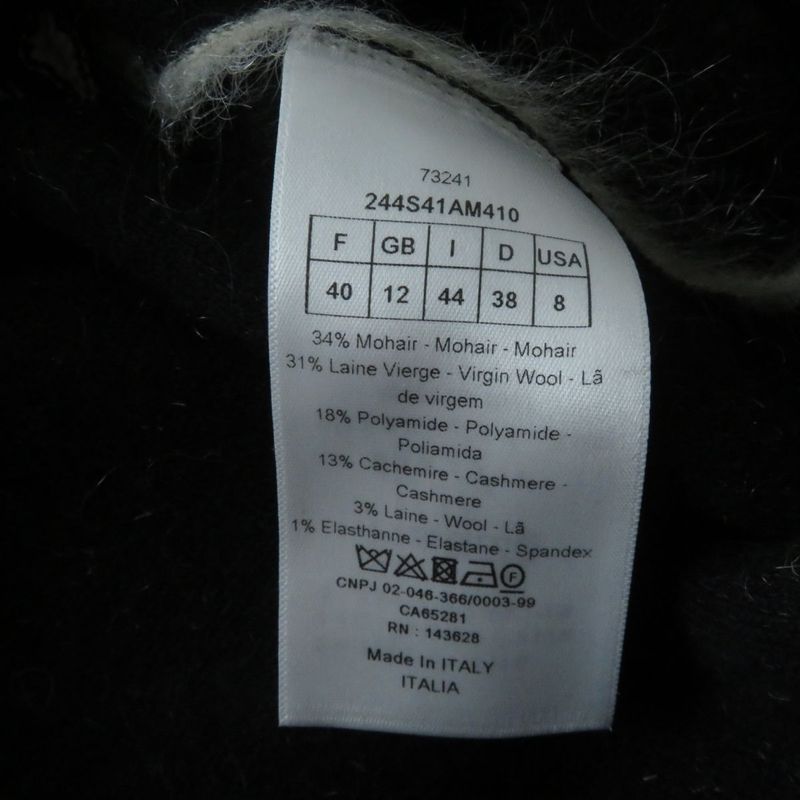 73241
244S41AM410
F GB I D USA
40 12 44 38 8
34% Mohair - Mohair - Mohair
31% Laine Vierge - Virgin Wool - Lã
de virgem
18% Polyamide - Polyamide -
Poliamida
13% Cachemire - Cashmere -
Cashmere
3% Laine - Wool - Lã
1% Elasthanne - Elastane - Spandex
F
CNPJ 02-046-366/0003-99
CA65281
RN : 143628
Made In ITALY
ITALIA